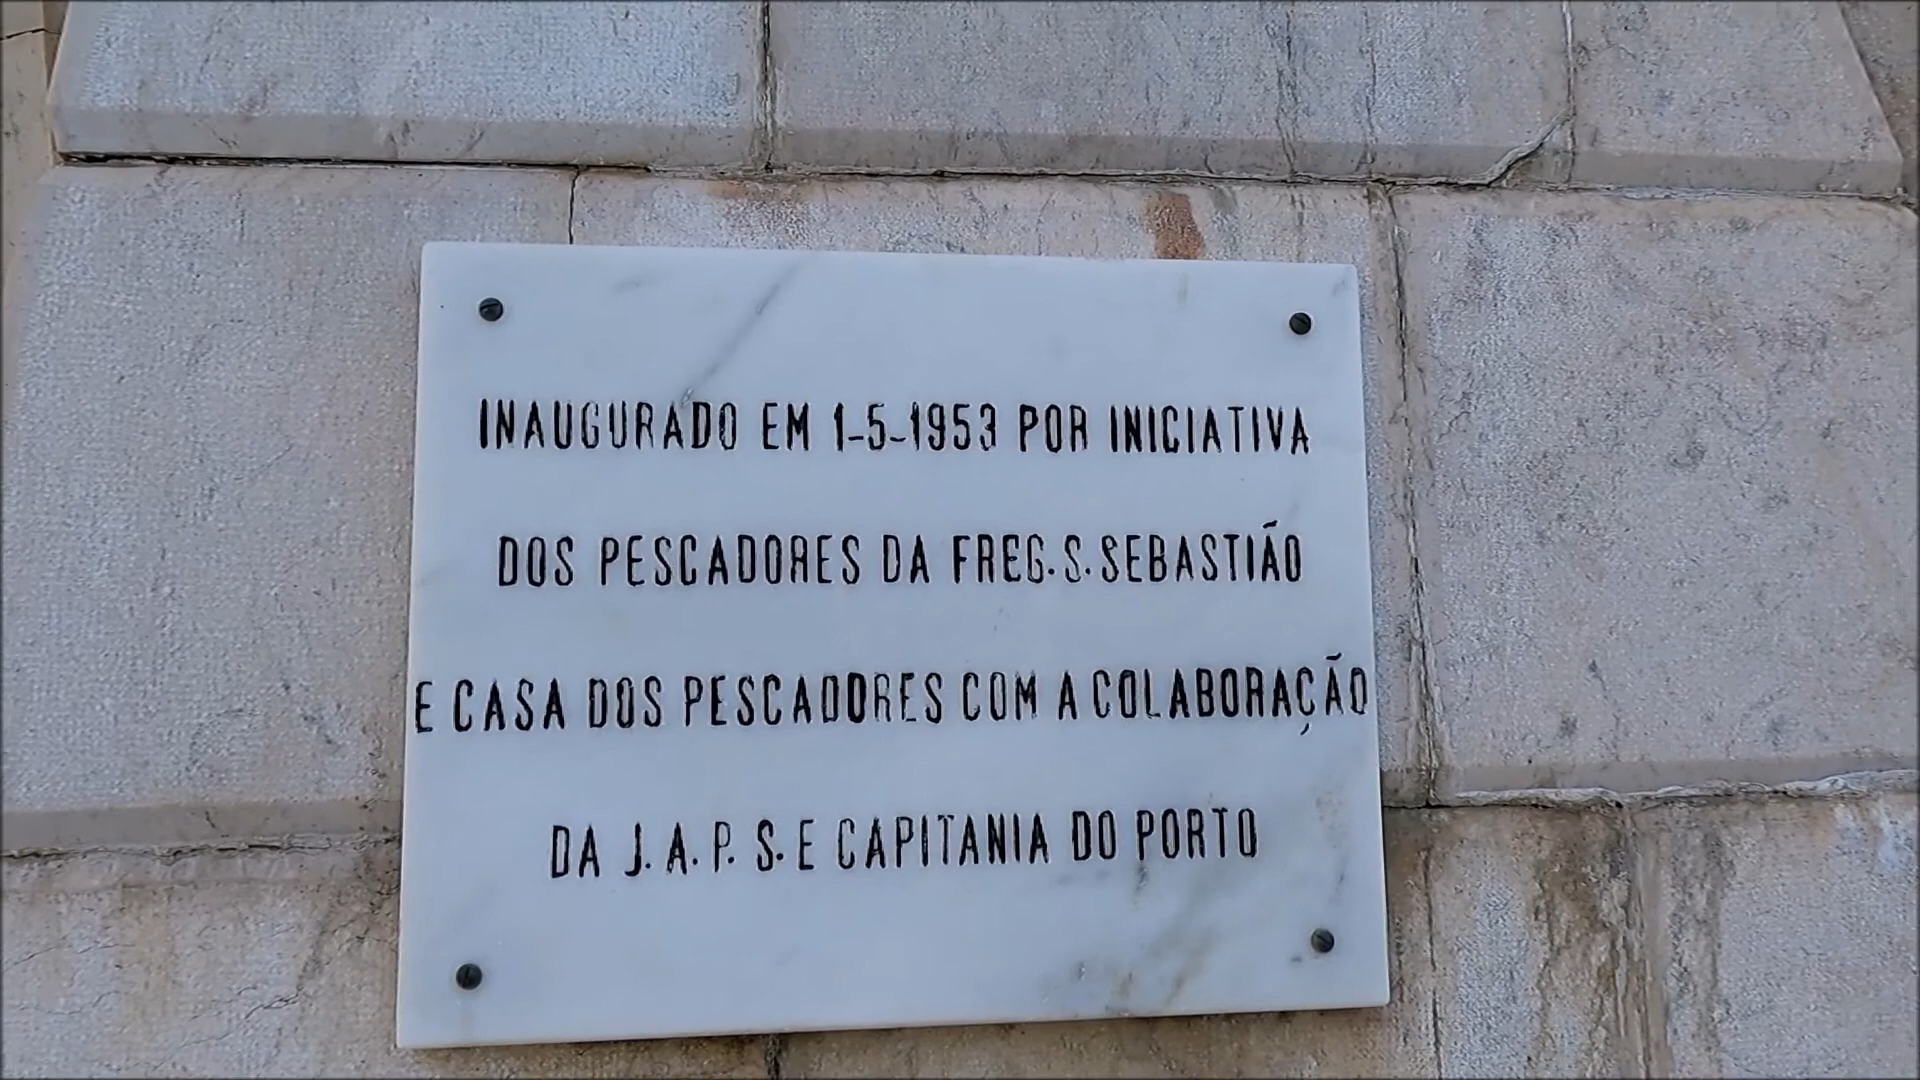 INAUGURADO EM 1-5-1953 POR INICIATIVA
DOS PESCADORES DA FREG. S. SEBASTIÃO
E CASA DOS PESCADORES COM A COLABORAÇÃO
DA J. A. P. S. E CAPITANIA DO PORTO